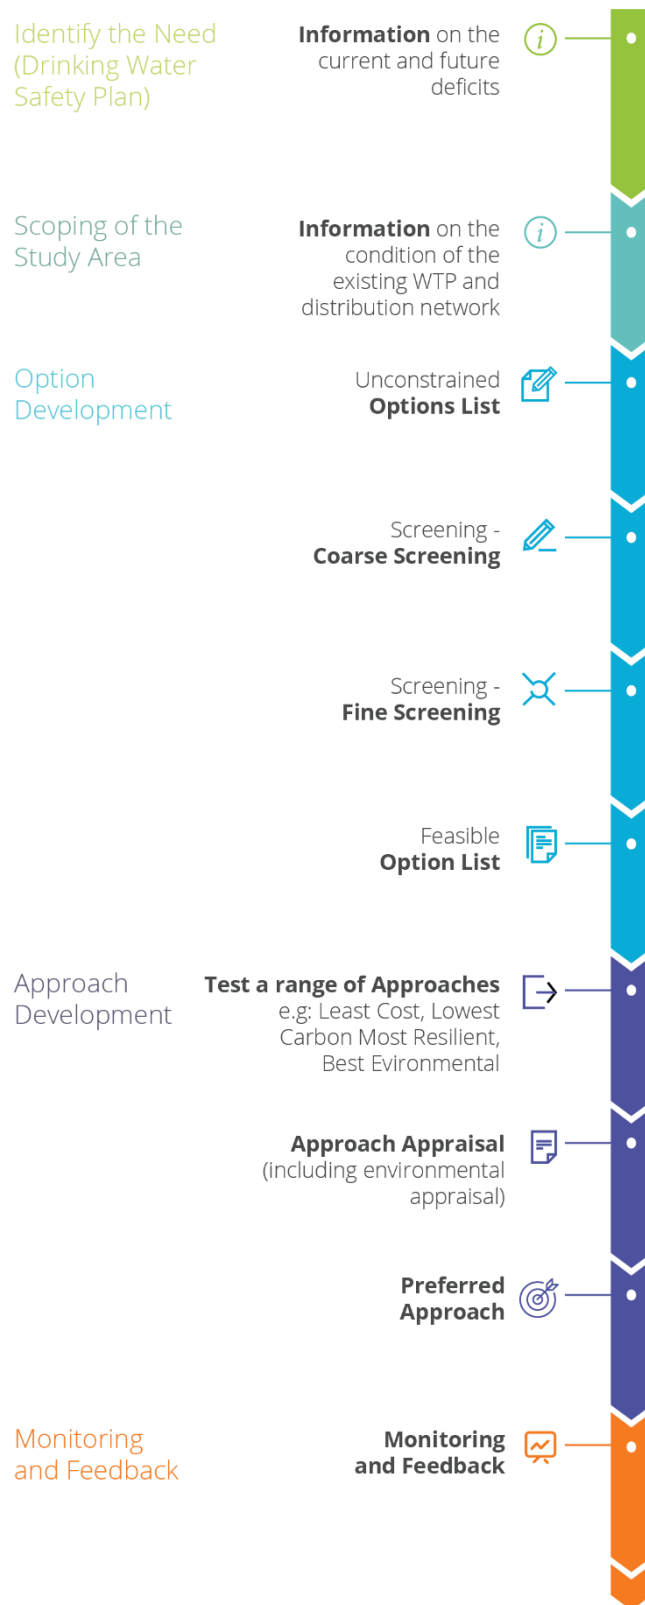 Identify the Need
(Drinking Water
Safety Plan)
Information on the
current and future
deficits
Scoping of the
Study Area
Information on the
condition of the
existing WTP and
distribution network
Option
Development
Unconstrained
Options List
Screening -
Coarse Screening
Screening -
Fine Screening
Feasible
Option List
Approach
Development
Test a range of Approaches
e.g: Least Cost, Lowest
Carbon Most Resilient,
Best Evironmental
Approach Appraisal
(including environmental
appraisal)
Preferred
Approach
Monitoring
and Feedback
Monitoring
and Feedback